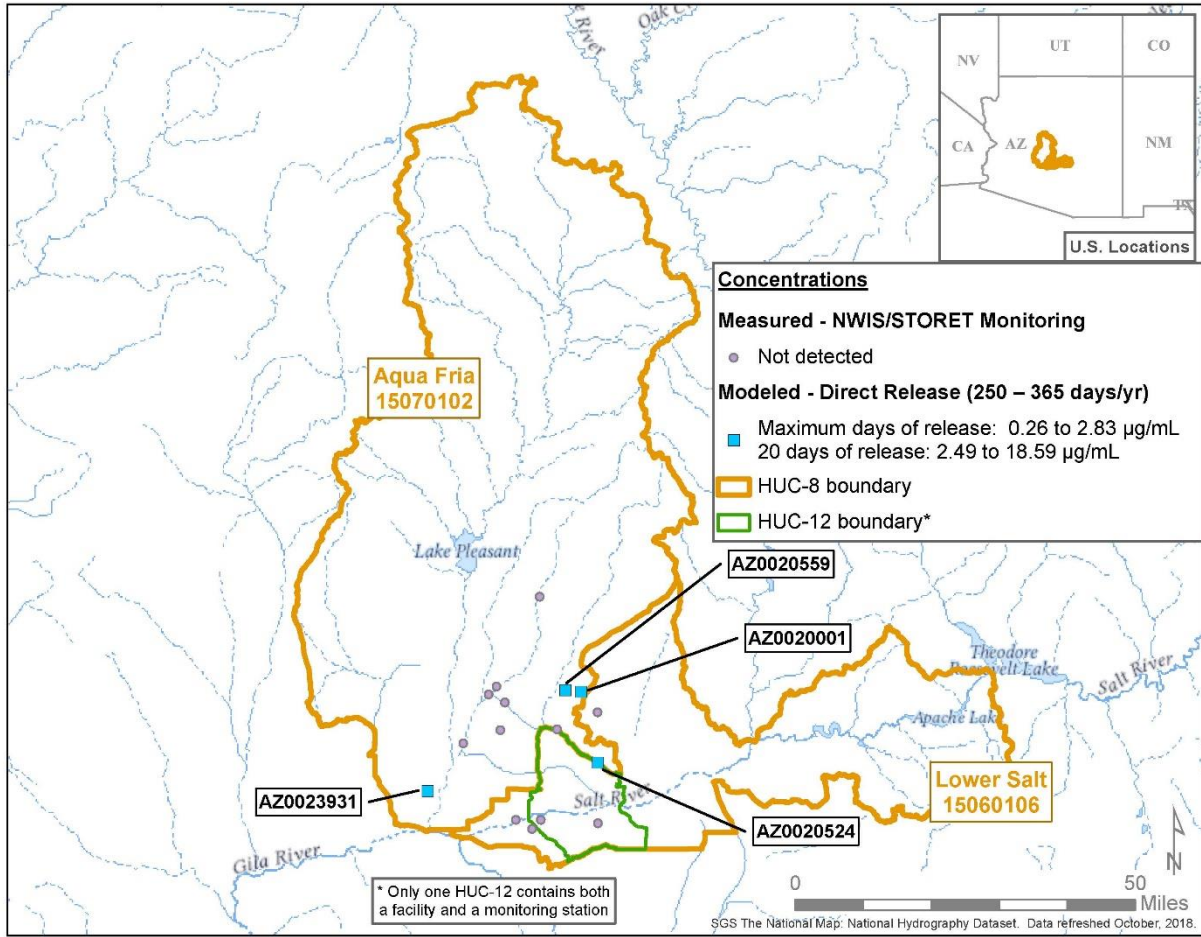 River
Oak C
NV
UT
CO
CA
AZ
NM
TX
U.S. Locations
Concentrations
Measured - NWIS/STORET Monitoring
Not detected
Modeled - Direct Release (250 – 365 days/yr)
Maximum days of release: 0.26 to 2.83 µg/mL
20 days of release: 2.49 to 18.59 µg/mL
HUC-8 boundary
HUC-12 boundary*
Aqua Fria
15070102
Lake Pleasant
AZ0020559
AZ0020001
Theodore
Roosevelt Lake
Salt River
Apache Lake
Lower Salt
15060106
AZ0023931
Salt River
AZ0020524
Gila River
* Only one HUC-12 contains both
a facility and a monitoring station
N
0 50
Miles
SGS The National Map: National Hydrography Dataset. Data refreshed October, 2018.